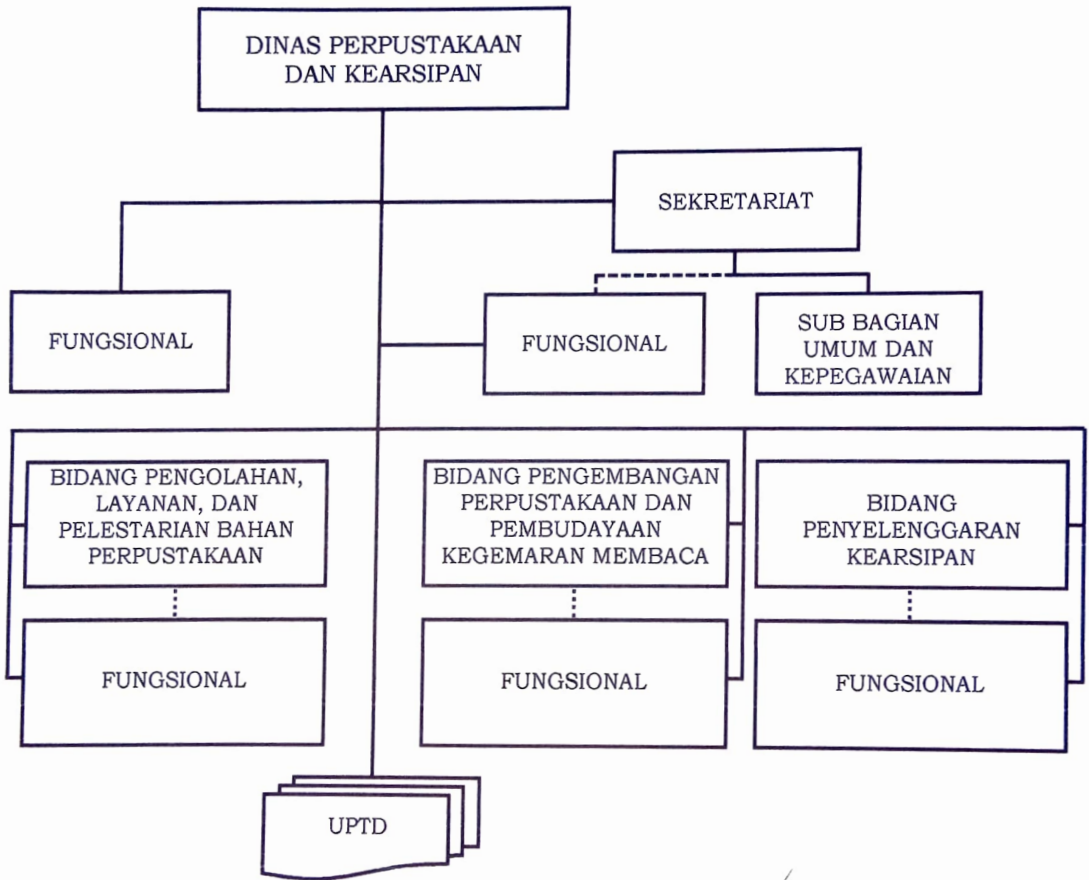 DINAS PERPUSTAKAAN
DAN KEARSIPAN
SEKRETARIAT
FUNGSIONAL
FUNGSIONAL
SUB BAGIAN
UMUM DAN
KEPEGAWAIAN
BIDANG PENGOLAHAN,
LAYANAN, DAN
PELESTARIAN BAHAN
PERPUSTAKAAN
BIDANG PENGEMBANGAN
PERPUSTAKAAN DAN
PEMBUDAYAAN
KEGEMARAN MEMBACA
BIDANG
PENYELENGGARAN
KEARSIPAN
FUNGSIONAL
FUNGSIONAL
FUNGSIONAL
UPTD